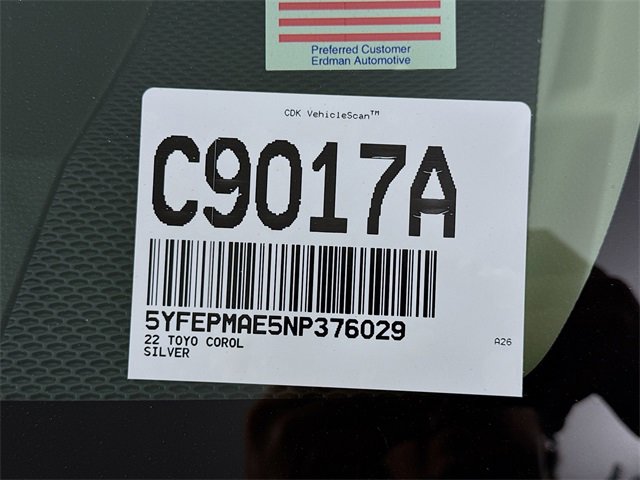 Preferred Customer
Erdman Automotive
CDK VehicleScan™
C9017A
5YFEPMAE5NP376029
22 TOYO COROL
SILVER
A26